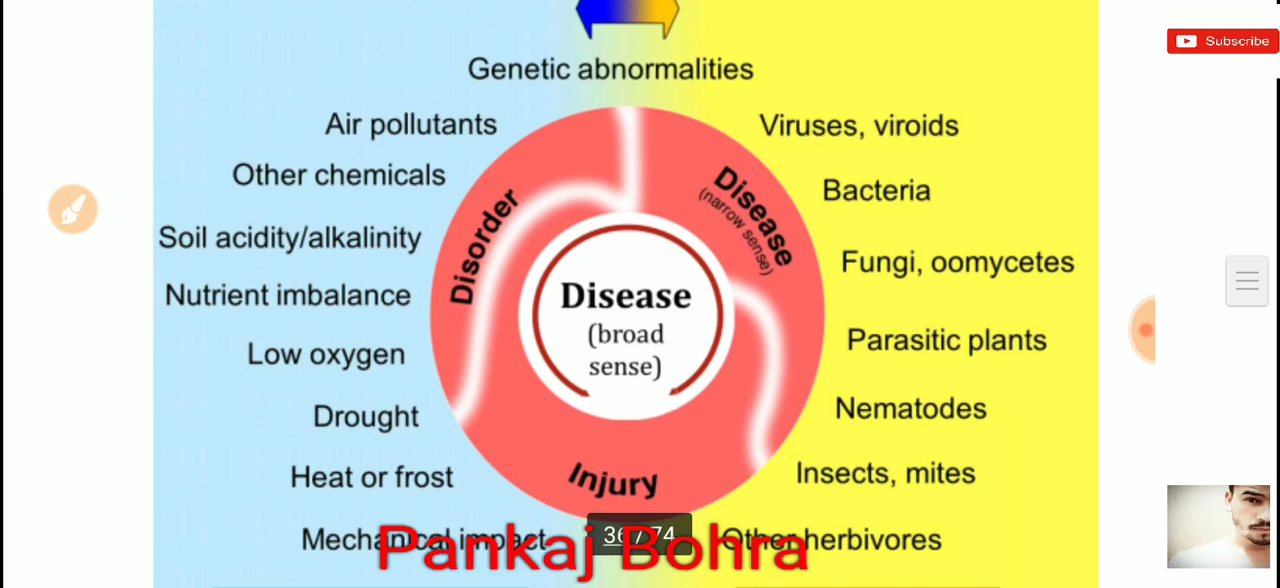 Subscribe
Genetic abnormalities
Air pollutants
Other chemicals
Soil acidity/alkalinity
Nutrient imbalance
Low oxygen
Drought
Heat or frost
Mechanical impact
Disorder
Disease
(narrow sense)
Injury
Disease
(broad
sense)
Viruses, viroids
Bacteria
Fungi, oomycetes
Parasitic plants
Nematodes
Insects, mites
Other herbivores
36 / 74
Pankaj Bohra